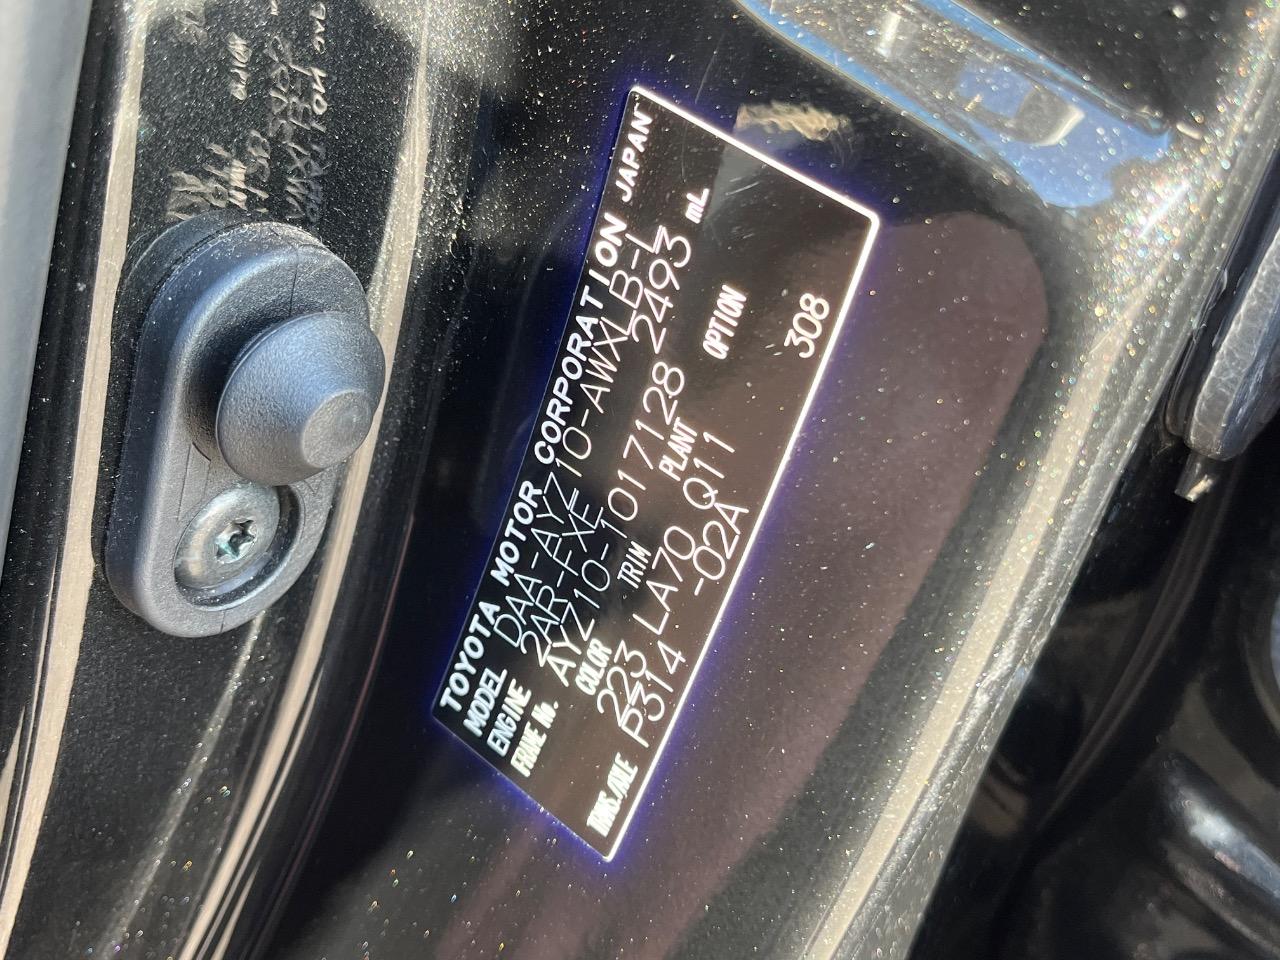 TOYOTA MOTOR CORPORATION JAPAN
MODEL DAA-AYZ10-AWXLB-L
ENGINE 2AR-FXE 2493 mL
FRAME No. AYZ10-1017128
COLOR TRIM PLANT OPTION
223 LA70 Q11 308
TRANS./AXLE P314 -02A